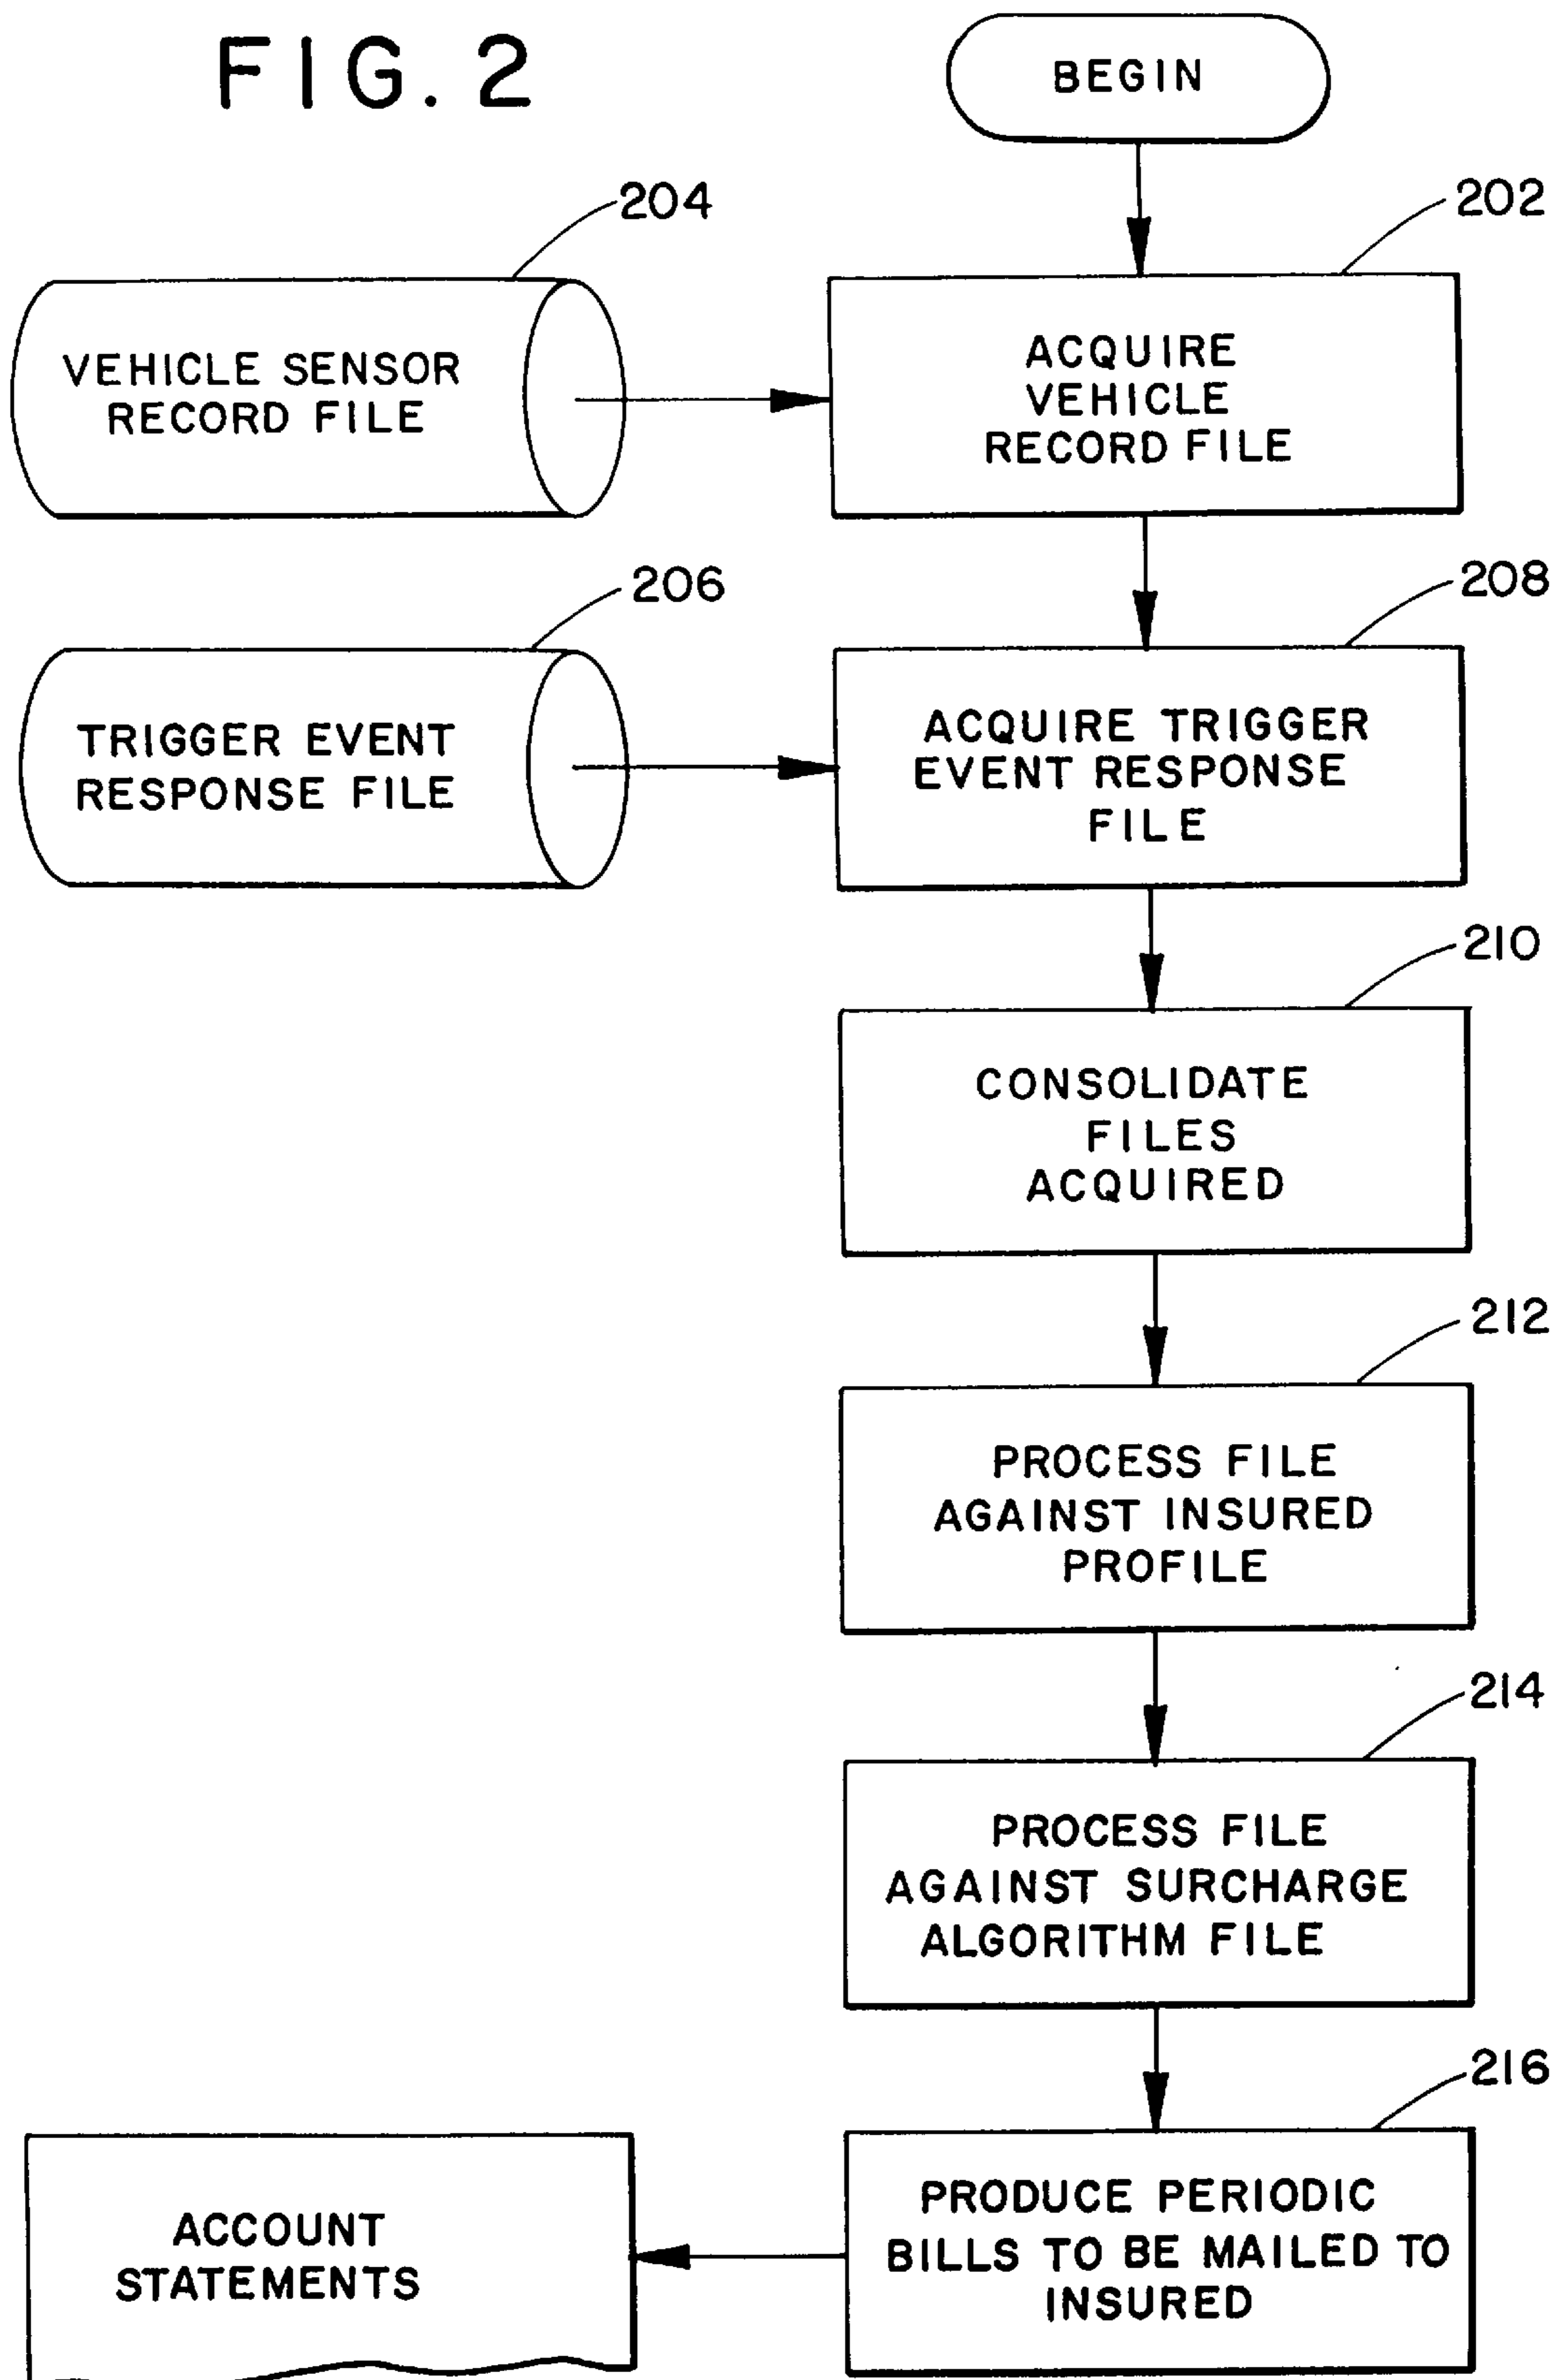 FIG. 2
BEGIN
204
202
VEHICLE SENSOR
RECORD FILE
ACQUIRE
VEHICLE
RECORD FILE
206
208
TRIGGER EVENT
RESPONSE FILE
ACQUIRE TRIGGER
EVENT RESPONSE
FILE
210
CONSOLIDATE
FILES
ACQUIRED
212
PROCESS FILE
AGAINST INSURED
PROFILE
214
PROCESS FILE
AGAINST SURCHARGE
ALGORITHM FILE
216
ACCOUNT
STATEMENTS
PRODUCE PERIODIC
BILLS TO BE MAILED TO
INSURED